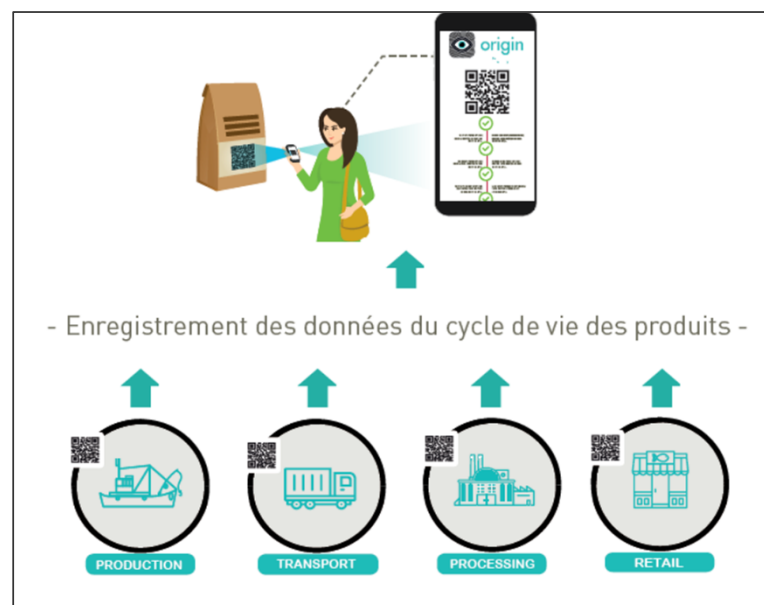 origin
- Enregistrement des données du cycle de vie des produits -
PRODUCTION
TRANSPORT
PROCESSING
RETAIL